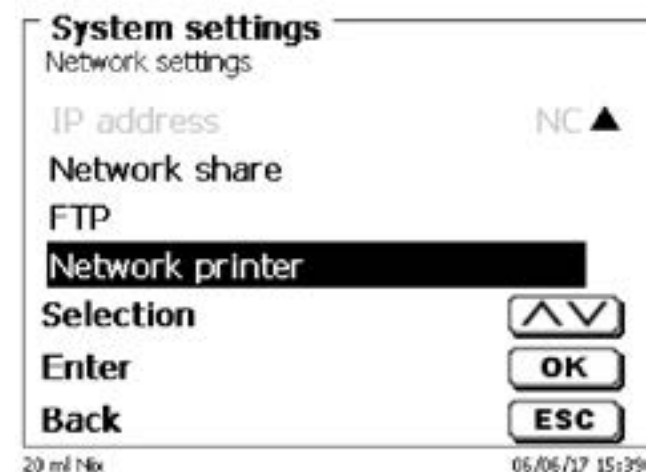 System settings
Network settings
IP address NC▲
Network share
FTP
Network printer
Selection
Enter OK
Back ESC
20 ml Nix 06/06/17 15:39